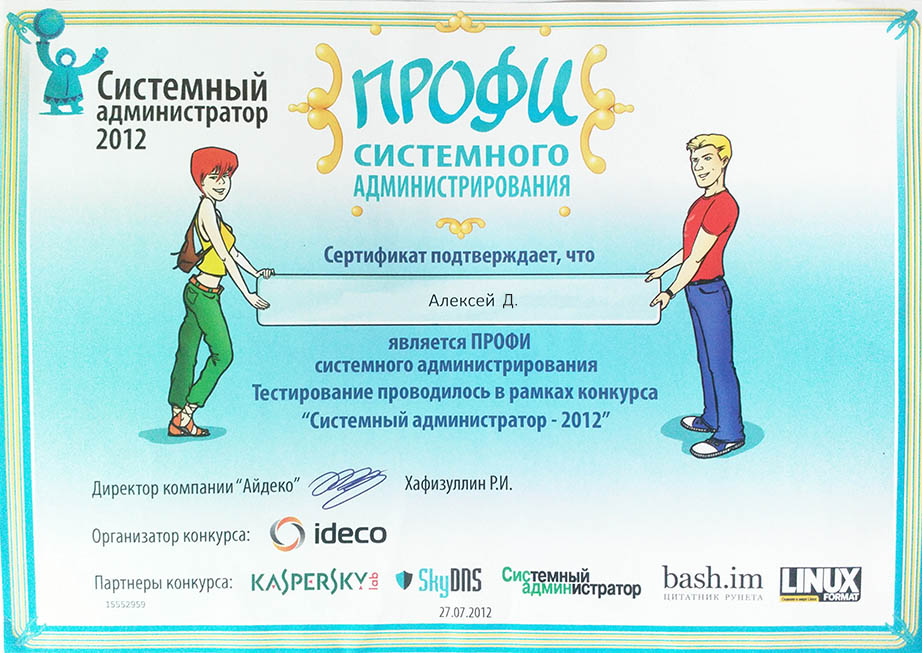 Системный
администратор
2012
ПРОФИ
СИСТЕМНОГО
АДМИНИСТРИРОВАНИЯ
Сертификат подтверждает, что
Алексей Д.
является ПРОФИ
системного администрирования
Тестирование проводилось в рамках конкурса
“Системный администратор - 2012”
Директор компании “Айдеко” Хафизуллин Р.И.
Организатор конкурса: ideco
Партнеры конкурса: KASPERSKY lab SkyDNS Системный администратор bash.im ЦИТАТНИК РУНЕТА LINUX FORMAT
15552959
27.07.2012